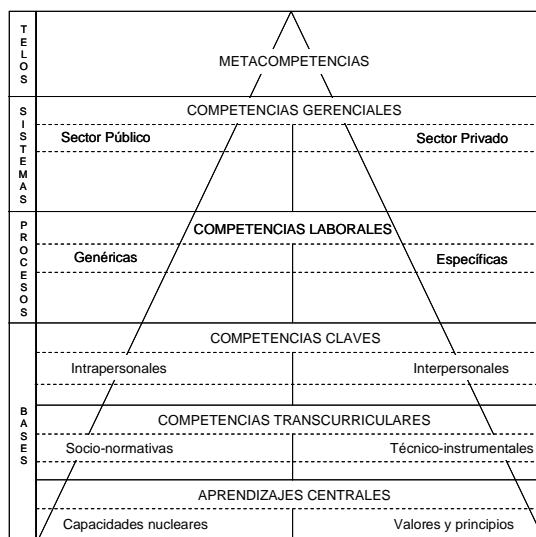 TELOS
METACOMPETENCIAS
SISTEMAS
COMPETENCIAS GERENCIALES
Sector Público
Sector Privado
PROCESOS
COMPETENCIAS LABORALES
Genéricas
Específicas
BASES
COMPETENCIAS CLAVES
Intrapersonales
Interpersonales
COMPETENCIAS TRANSCURRICULARES
Socio-normativas
Técnico-instrumentales
APRENDIZAJES CENTRALES
Capacidades nucleares
Valores y principios